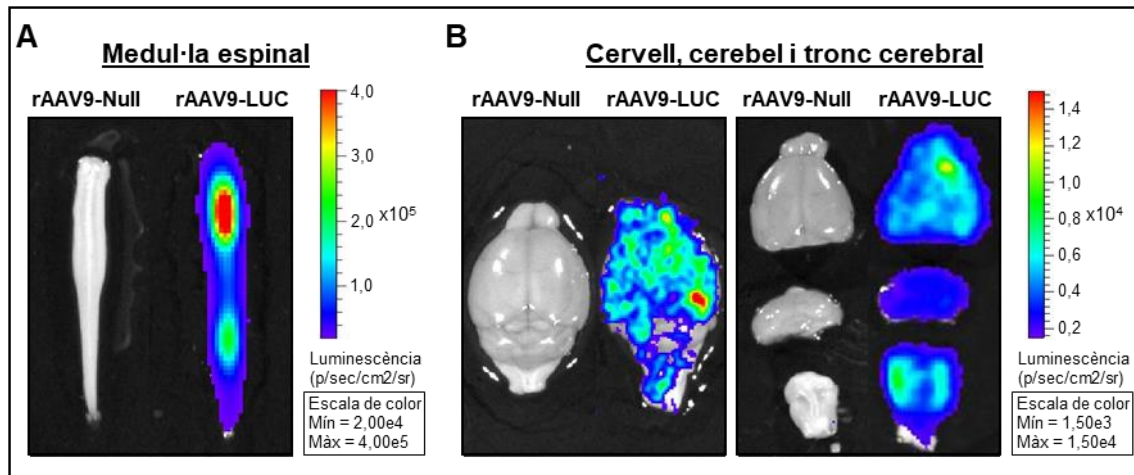 A
Medul·la espinal
rAAV9-Null rAAV9-LUC
4,0
3,0
2,0
1,0
x10⁵
Luminescència
(p/sec/cm2/sr)
Escala de color
Mín = 2,00e4
Màx = 4,00e5
B
Cervell, cerebel i tronc cerebral
rAAV9-Null rAAV9-LUC rAAV9-Null rAAV9-LUC
1,4
1,2
1,0
0,8
0,6
0,4
0,2
x10⁴
Luminescència
(p/sec/cm2/sr)
Escala de color
Mín = 1,50e3
Màx = 1,50e4